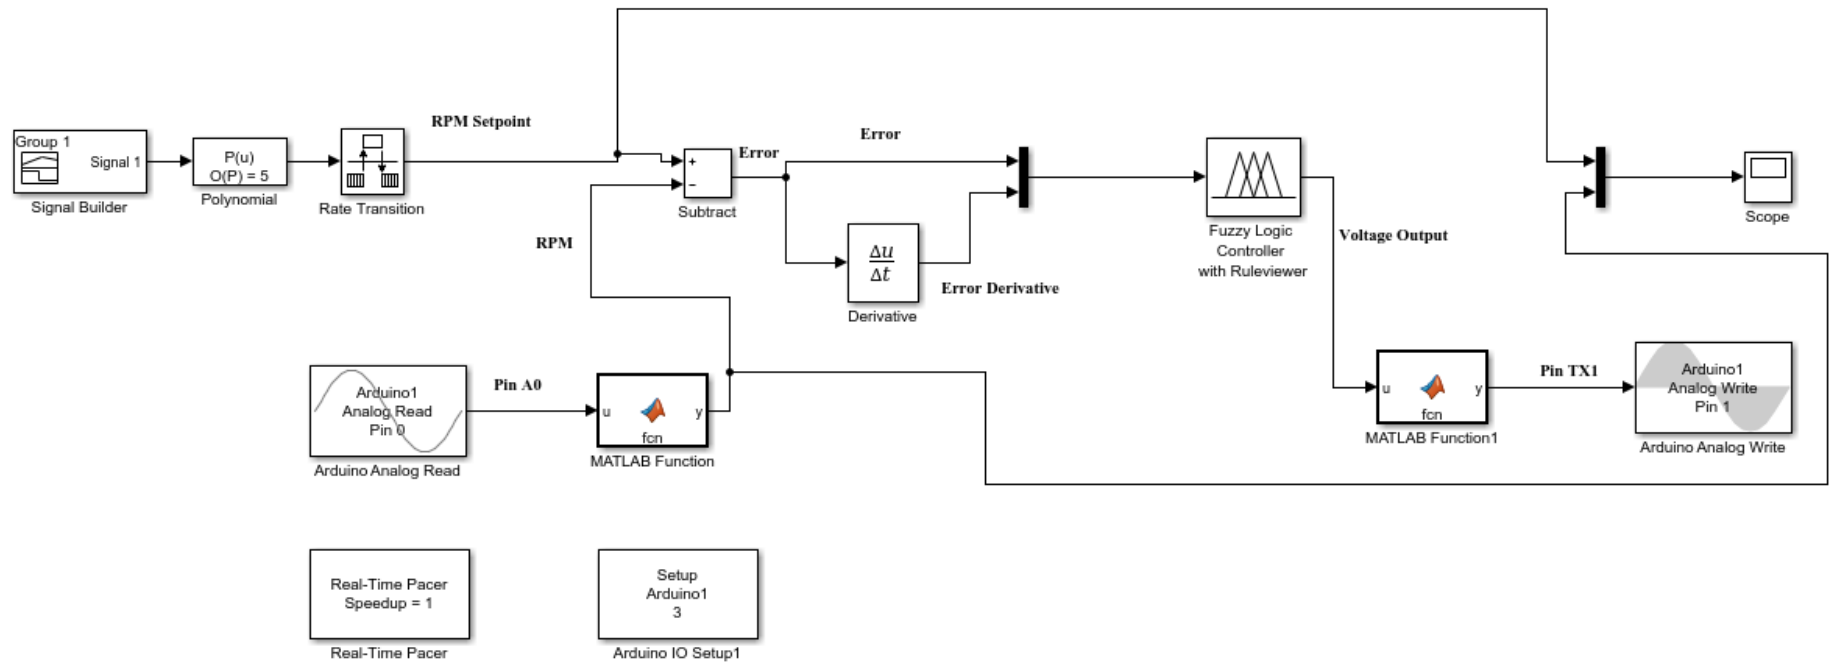 RPM Setpoint
Group 1
Signal 1
Signal Builder
P(u)
O(P) = 5
Polynomial
Rate Transition
+
−
Error
Subtract
Error
Δu
Δt
Derivative
Error Derivative
RPM
Fuzzy Logic
Controller
with Ruleviewer
Voltage Output
Scope
Arduino1
Analog Read
Pin 0
Arduino Analog Read
Pin A0
u
y
fcn
MATLAB Function
u
y
fcn
MATLAB Function1
Pin TX1
Arduino1
Analog Write
Pin 1
Arduino Analog Write
Real-Time Pacer
Speedup = 1
Real-Time Pacer
Setup
Arduino1
3
Arduino IO Setup1